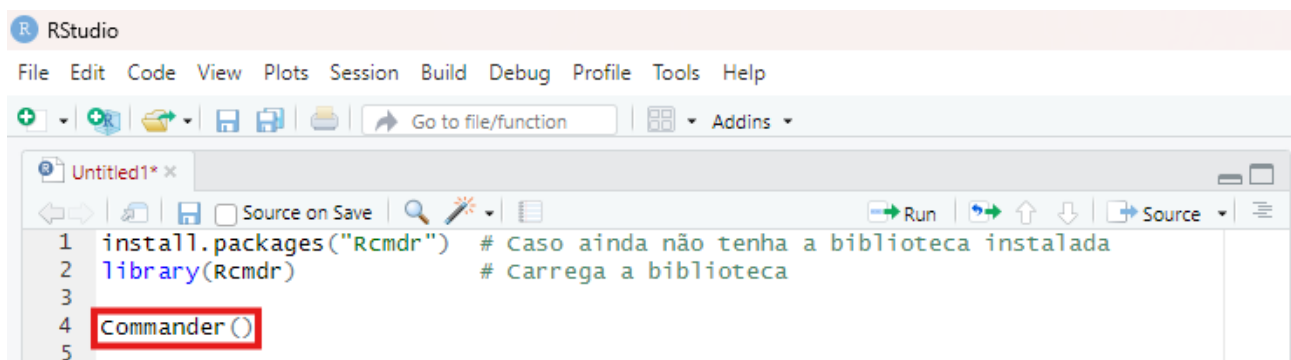 RStudio
File Edit Code View Plots Session Build Debug Profile Tools Help
Go to file/function Addins
Untitled1*
Source on Save Run Source
1 install.packages("Rcmdr") # Caso ainda não tenha a biblioteca instalada
2 library(Rcmdr) # Carrega a biblioteca
3
4 Commander()
5